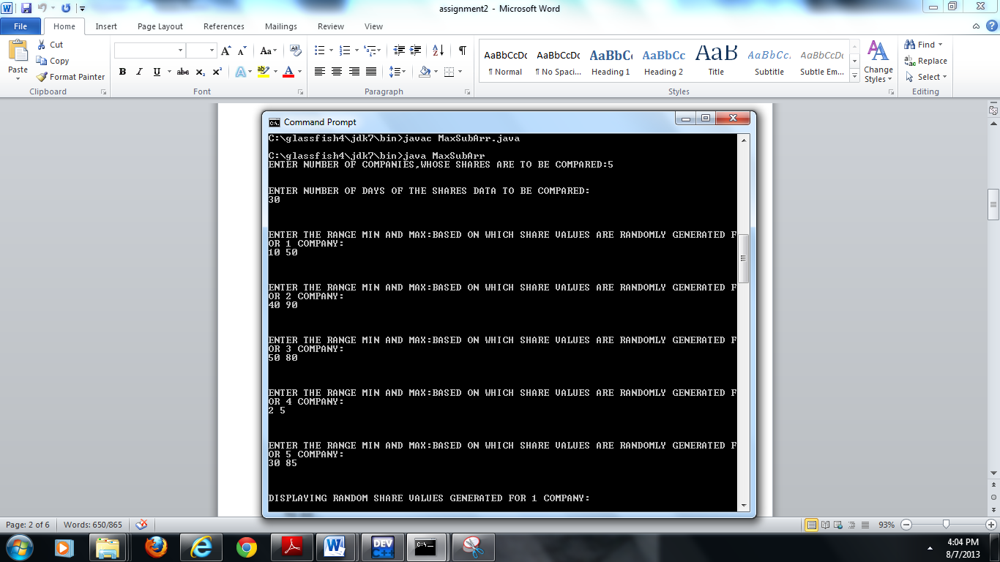 assignment2 - Microsoft Word
File Home Insert Page Layout References Mailings Review View
Paste
Cut
Copy
Format Painter
Clipboard
Font
Paragraph
AaBbCcDc AaBbCcDc AaBbCc AaBbCc AaB AaBbCc. AaBbCcDc
¶ Normal ¶ No Spaci... Heading 1 Heading 2 Title Subtitle Subtle Em...
Change Styles
Styles
Find
Replace
Select
Editing
Command Prompt
C:\glassfish4\jdk7\bin>javac MaxSubArr.java
C:\glassfish4\jdk7\bin>java MaxSubArr
ENTER NUMBER OF COMPANIES,WHOSE SHARES ARE TO BE COMPARED:5
ENTER NUMBER OF DAYS OF THE SHARES DATA TO BE COMPARED:
30
ENTER THE RANGE MIN AND MAX:BASED ON WHICH SHARE VALUES ARE RANDOMLY GENERATED F
OR 1 COMPANY:
10 50
ENTER THE RANGE MIN AND MAX:BASED ON WHICH SHARE VALUES ARE RANDOMLY GENERATED F
OR 2 COMPANY:
40 90
ENTER THE RANGE MIN AND MAX:BASED ON WHICH SHARE VALUES ARE RANDOMLY GENERATED F
OR 3 COMPANY:
50 80
ENTER THE RANGE MIN AND MAX:BASED ON WHICH SHARE VALUES ARE RANDOMLY GENERATED F
OR 4 COMPANY:
2 5
ENTER THE RANGE MIN AND MAX:BASED ON WHICH SHARE VALUES ARE RANDOMLY GENERATED F
OR 5 COMPANY:
30 85
DISPLAYING RANDOM SHARE VALUES GENERATED FOR 1 COMPANY:
Page: 2 of 6 Words: 650/865 93%
DEV C++
4:04 PM
8/7/2013